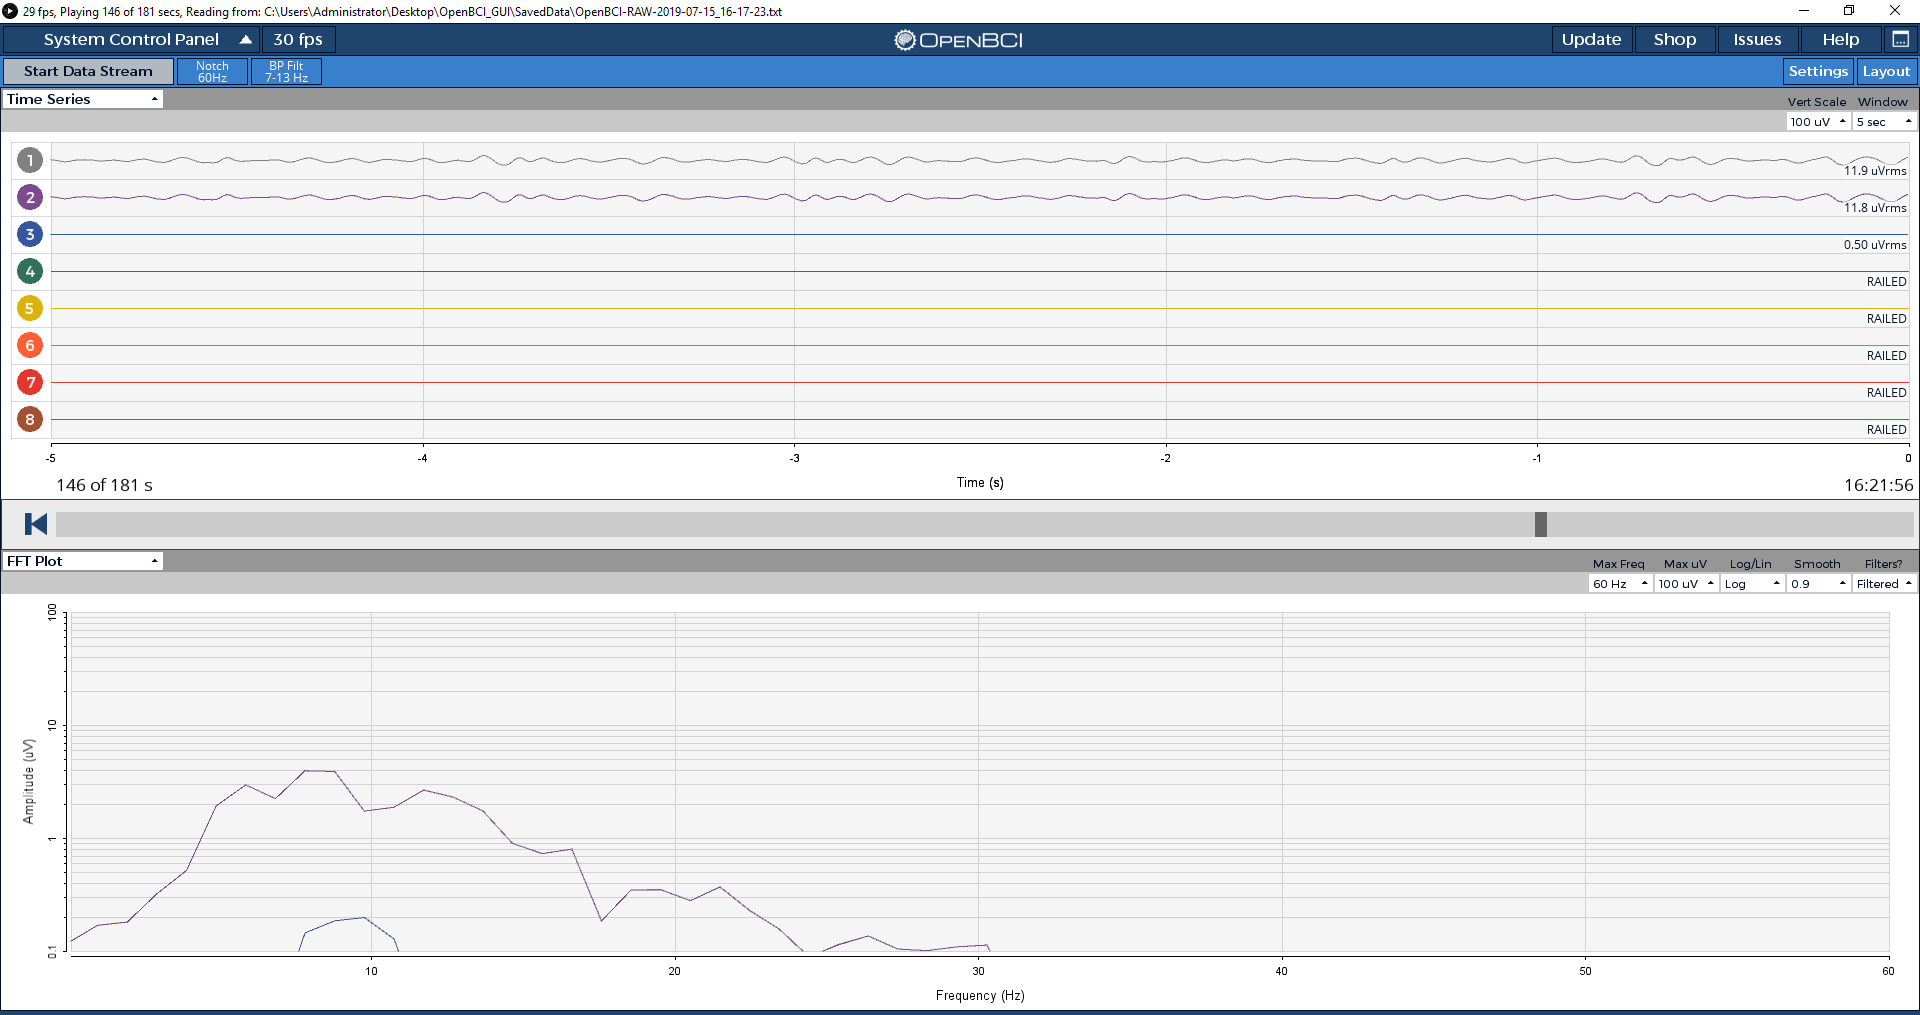 29 fps, Playing 146 of 181 secs, Reading from: C:\Users\Administrator\Desktop\OpenBCI_GUI\SavedData\OpenBCI-RAW-2019-07-15_16-17-23.txt
System Control Panel 30 fps OPENBCI Update Shop Issues Help
Start Data Stream Notch 60Hz BP Filt 7-13 Hz Settings Layout
Time Series Vert Scale Window
100 uV 5 sec
1 11.9 uVrms
2 11.8 uVrms
3 0.50 uVrms
4 RAILED
5 RAILED
6 RAILED
7 RAILED
8 RAILED
-5 -4 -3 -2 -1 0
146 of 181 s Time (s) 16:21:56
FFT Plot Max Freq Max uV Log/Lin Smooth Filters?
60 Hz 100 uV Log 0.9 Filtered
100
10
1
0.1
Amplitude (uV)
10 20 30 40 50 60
Frequency (Hz)